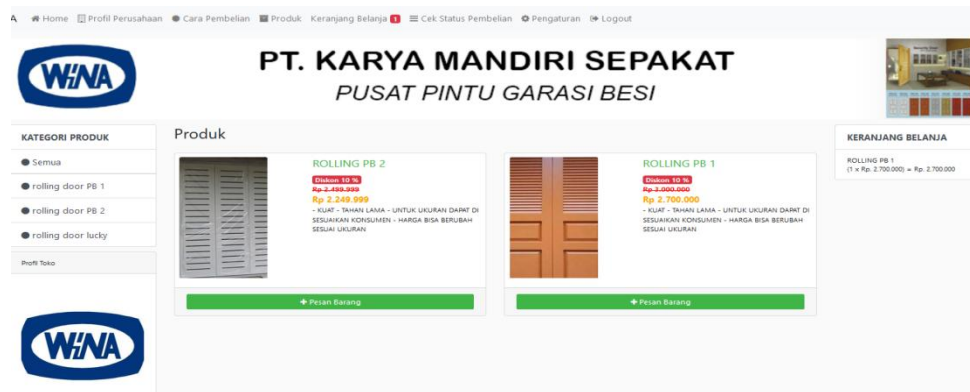 A Home Profil Perusahaan Cara Pembelian Produk Keranjang Belanja 1 Cek Status Pembelian Pengaturan Logout
WINA
PT. KARYA MANDIRI SEPAKAT
PUSAT PINTU GARASI BESI
KATEGORI PRODUK
Semua
rolling door PB 1
rolling door PB 2
rolling door lucky
Profil Toko
WINA
Produk
ROLLING PB 2
Diskon 10 %
Rp 2.499.999
Rp 2.249.999
- KUAT - TAHAN LAMA - UNTUK UKURAN DAPAT DI
SESUAIKAN KONSUMEN - HARGA BISA BERUBAH
SESUAI UKURAN
+ Pesan Barang
ROLLING PB 1
Diskon 10 %
Rp 3.000.000
Rp 2.700.000
- KUAT - TAHAN LAMA - UNTUK UKURAN DAPAT DI
SESUAIKAN KONSUMEN - HARGA BISA BERUBAH
SESUAI UKURAN
+ Pesan Barang
KERANJANG BELANJA
ROLLING PB 1
(1 x Rp. 2.700.000) = Rp. 2.700.000